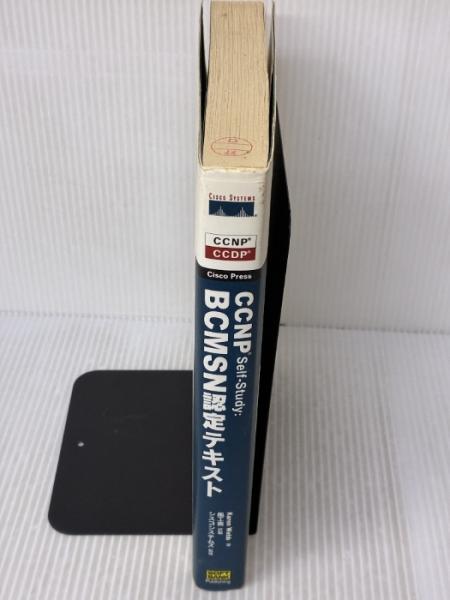 CISCO SYSTEMS
CCNP®
CCDP®
Cisco Press
CCNP® Self-Study:
BCMSN認定テキスト
Karen Webb 著